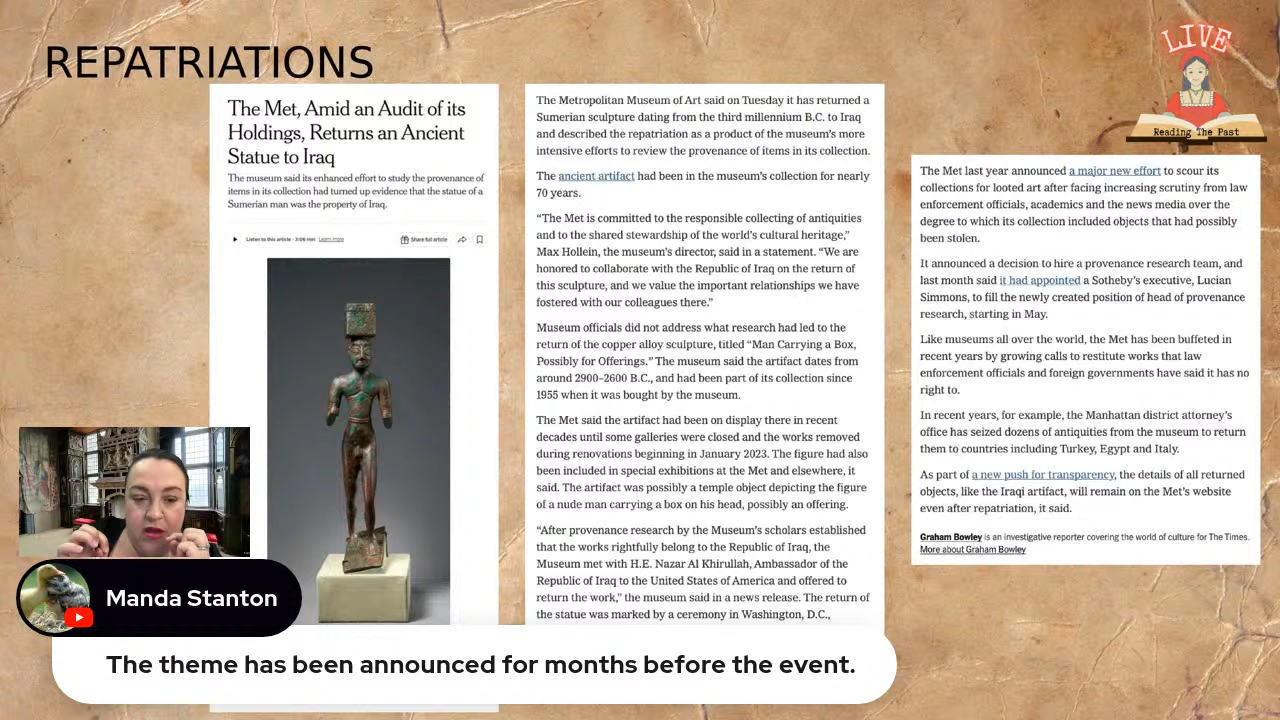 REPATRIATIONS
The Met, Amid an Audit of its
Holdings, Returns an Ancient
Statue to Iraq
The museum said its enhanced effort to study the provenance of
items in its collection had turned up evidence that the statue of a
Sumerian man was the property of Iraq.
Listen to this article · 3:06 min Learn more
Share full article
The Metropolitan Museum of Art said on Tuesday it has returned a
Sumerian sculpture dating from the third millennium B.C. to Iraq
and described the repatriation as a product of the museum's more
intensive efforts to review the provenance of items in its collection.
The ancient artifact had been in the museum's collection for nearly
70 years.
“The Met is committed to the responsible collecting of antiquities
and to the shared stewardship of the world's cultural heritage,”
Max Hollein, the museum's director, said in a statement. “We are
honored to collaborate with the Republic of Iraq on the return of
this sculpture, and we value the important relationships we have
fostered with our colleagues there.”
Museum officials did not address what research had led to the
return of the copper alloy sculpture, titled “Man Carrying a Box,
Possibly for Offerings.” The museum said the artifact dates from
around 2900–2600 B.C., and had been part of its collection since
1955 when it was bought by the museum.
The Met said the artifact had been on display there in recent
decades until some galleries were closed and the works removed
during renovations beginning in January 2023. The figure had also
been included in special exhibitions at the Met and elsewhere, it
said. The artifact was possibly a temple object depicting the figure
of a nude man carrying a box on his head, possibly an offering.
“After provenance research by the Museum's scholars established
that the works rightfully belong to the Republic of Iraq, the
Museum met with H.E. Nazar Al Khirullah, Ambassador of the
Republic of Iraq to the United States of America and offered to
return the work,” the museum said in a news release. The return of
the statue was marked by a ceremony in Washington, D.C.,
LIVE
Reading The Past
The Met last year announced a major new effort to scour its
collections for looted art after facing increasing scrutiny from law
enforcement officials, academics and the news media over the
degree to which its collection included objects that had possibly
been stolen.
It announced a decision to hire a provenance research team, and
last month said it had appointed a Sotheby's executive, Lucian
Simmons, to fill the newly created position of head of provenance
research, starting in May.
Like museums all over the world, the Met has been buffeted in
recent years by growing calls to restitute works that law
enforcement officials and foreign governments have said it has no
right to.
In recent years, for example, the Manhattan district attorney's
office has seized dozens of antiquities from the museum to return
them to countries including Turkey, Egypt and Italy.
As part of a new push for transparency, the details of all returned
objects, like the Iraqi artifact, will remain on the Met's website
even after repatriation, it said.
Graham Bowley is an investigative reporter covering the world of culture for The Times.
More about Graham Bowley
Manda Stanton
The theme has been announced for months before the event.